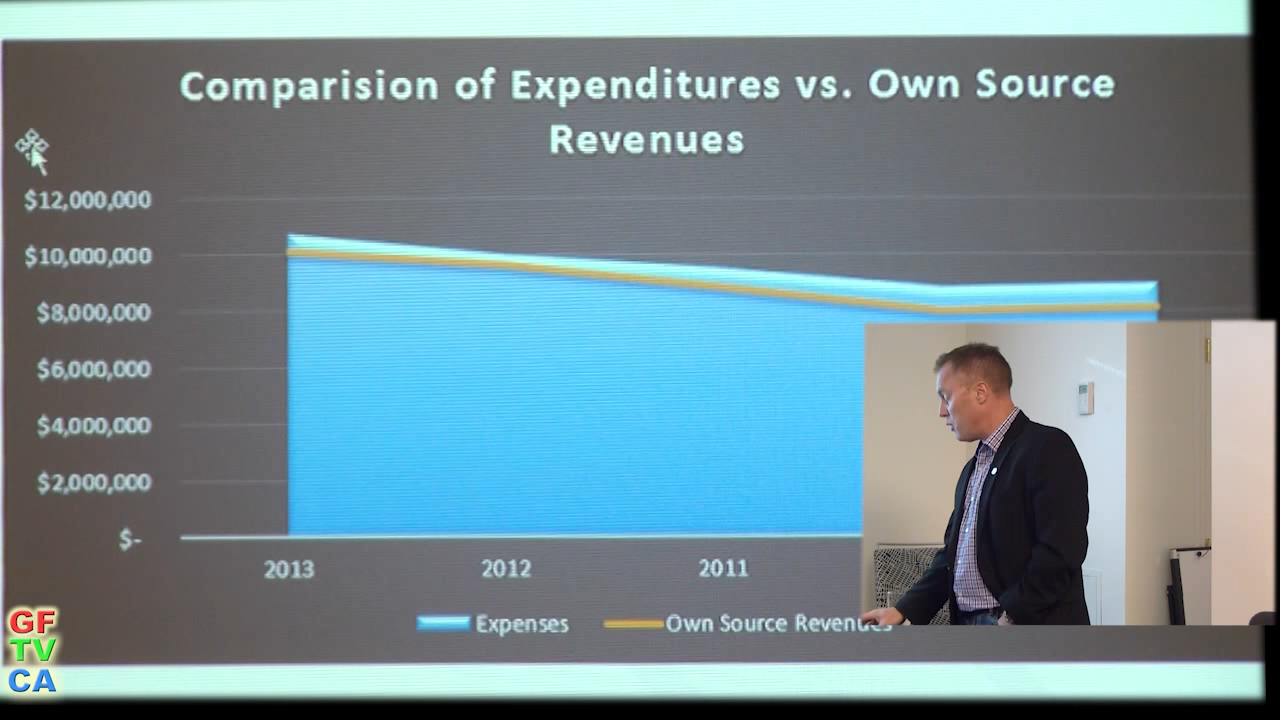 Comparision of Expenditures vs. Own Source
Revenues
$12,000,000
$10,000,000
$8,000,000
$6,000,000
$4,000,000
$2,000,000
$-
2013
2012
2011
Expenses
Own Source Revenues
GF
TV
CA